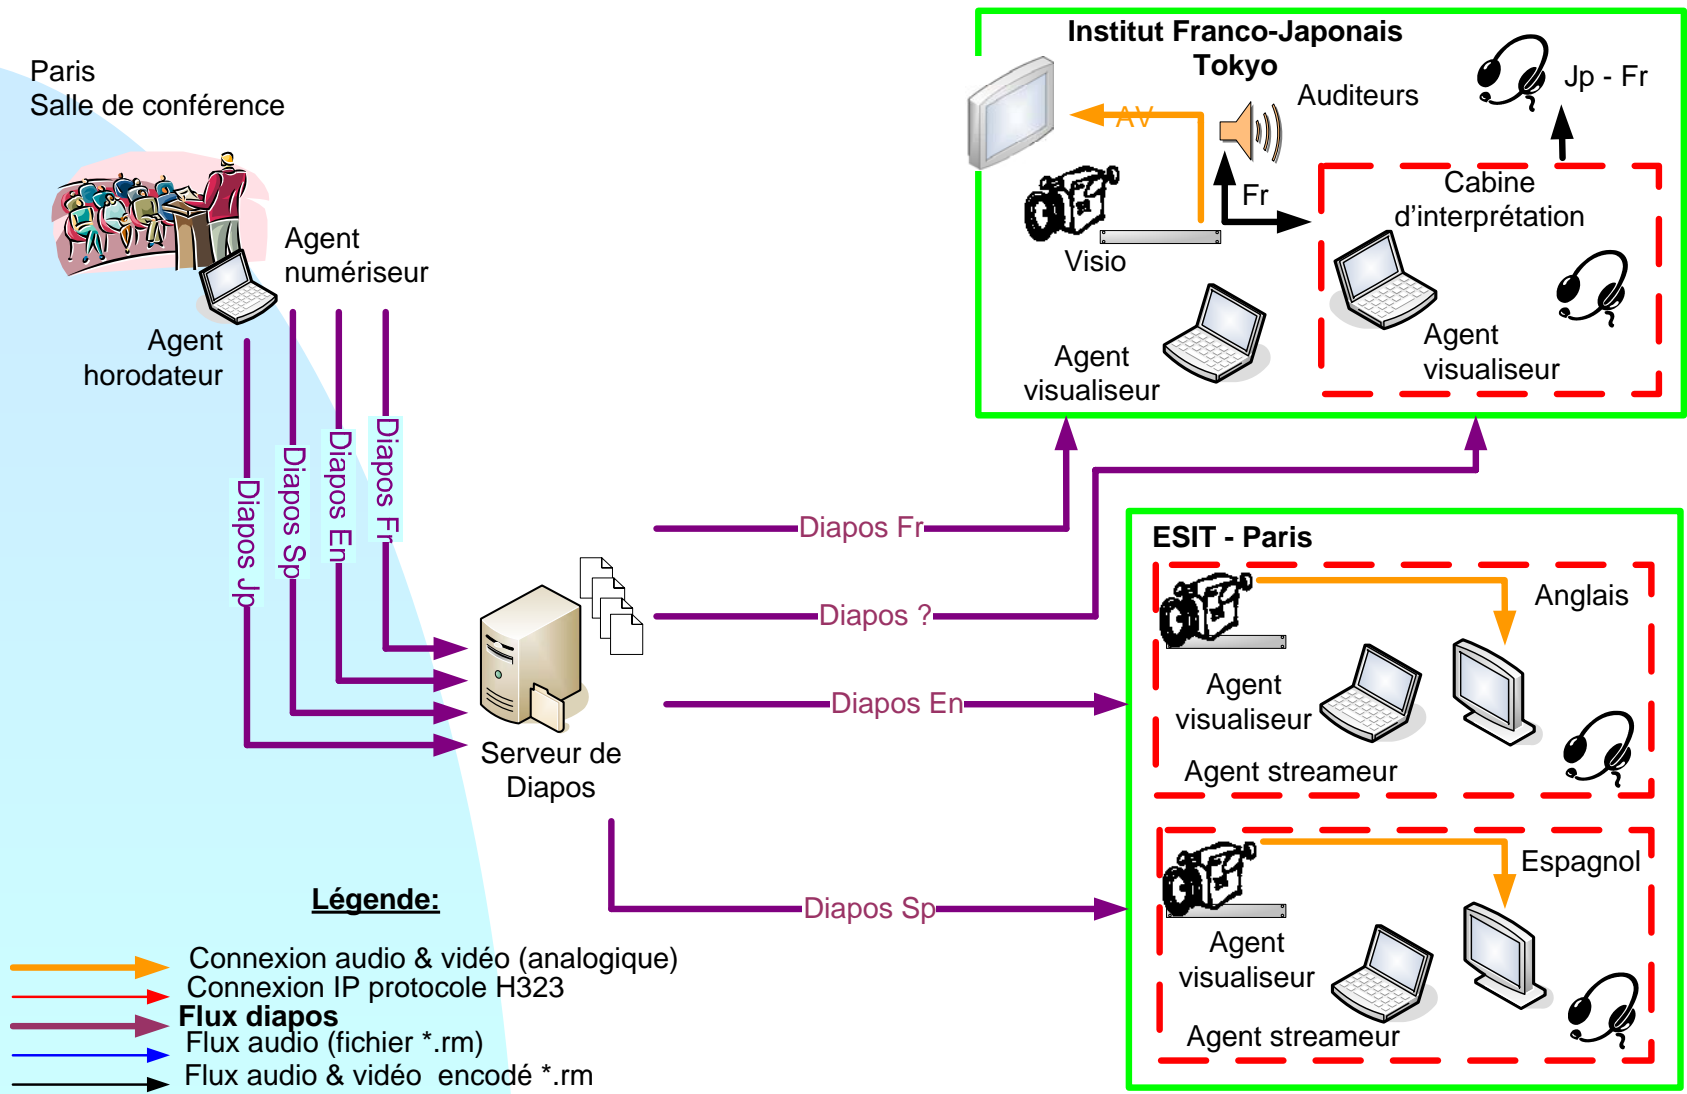 Paris
Salle de conférence
Agent
numériseur
Agent
horodateur
Diapos Jp
Diapos Sp
Diapos En
Diapos Fr
Serveur de
Diapos
Diapos Fr
Diapos ?
Diapos En
Diapos Sp
Institut Franco-Japonais
Tokyo
AV
Auditeurs
Jp - Fr
Fr
Visio
Cabine
d'interprétation
Agent
visualiseur
Agent
visualiseur
ESIT - Paris
Anglais
Agent
visualiseur
Agent streameur
Espagnol
Agent
visualiseur
Agent streameur
Légende:
Connexion audio & vidéo (analogique)
Connexion IP protocole H323
Flux diapos
Flux audio (fichier *.rm)
Flux audio & vidéo  encodé *.rm